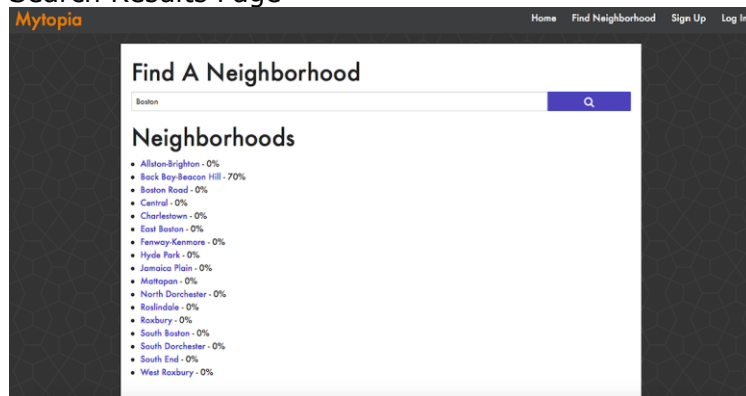 Search Results Page
Mytopia
Home Find Neighborhood Sign Up Log In
Find A Neighborhood
Boston
Neighborhoods
• Allston-Brighton - 0%
• Back Bay-Beacon Hill - 70%
• Boston Road - 0%
• Central - 0%
• Charlestown - 0%
• East Boston - 0%
• Fenway-Kenmore - 0%
• Hyde Park - 0%
• Jamaica Plain - 0%
• Mattapan - 0%
• North Dorchester - 0%
• Roslindale - 0%
• Roxbury - 0%
• South Boston - 0%
• South Dorchester - 0%
• South End - 0%
• West Roxbury - 0%